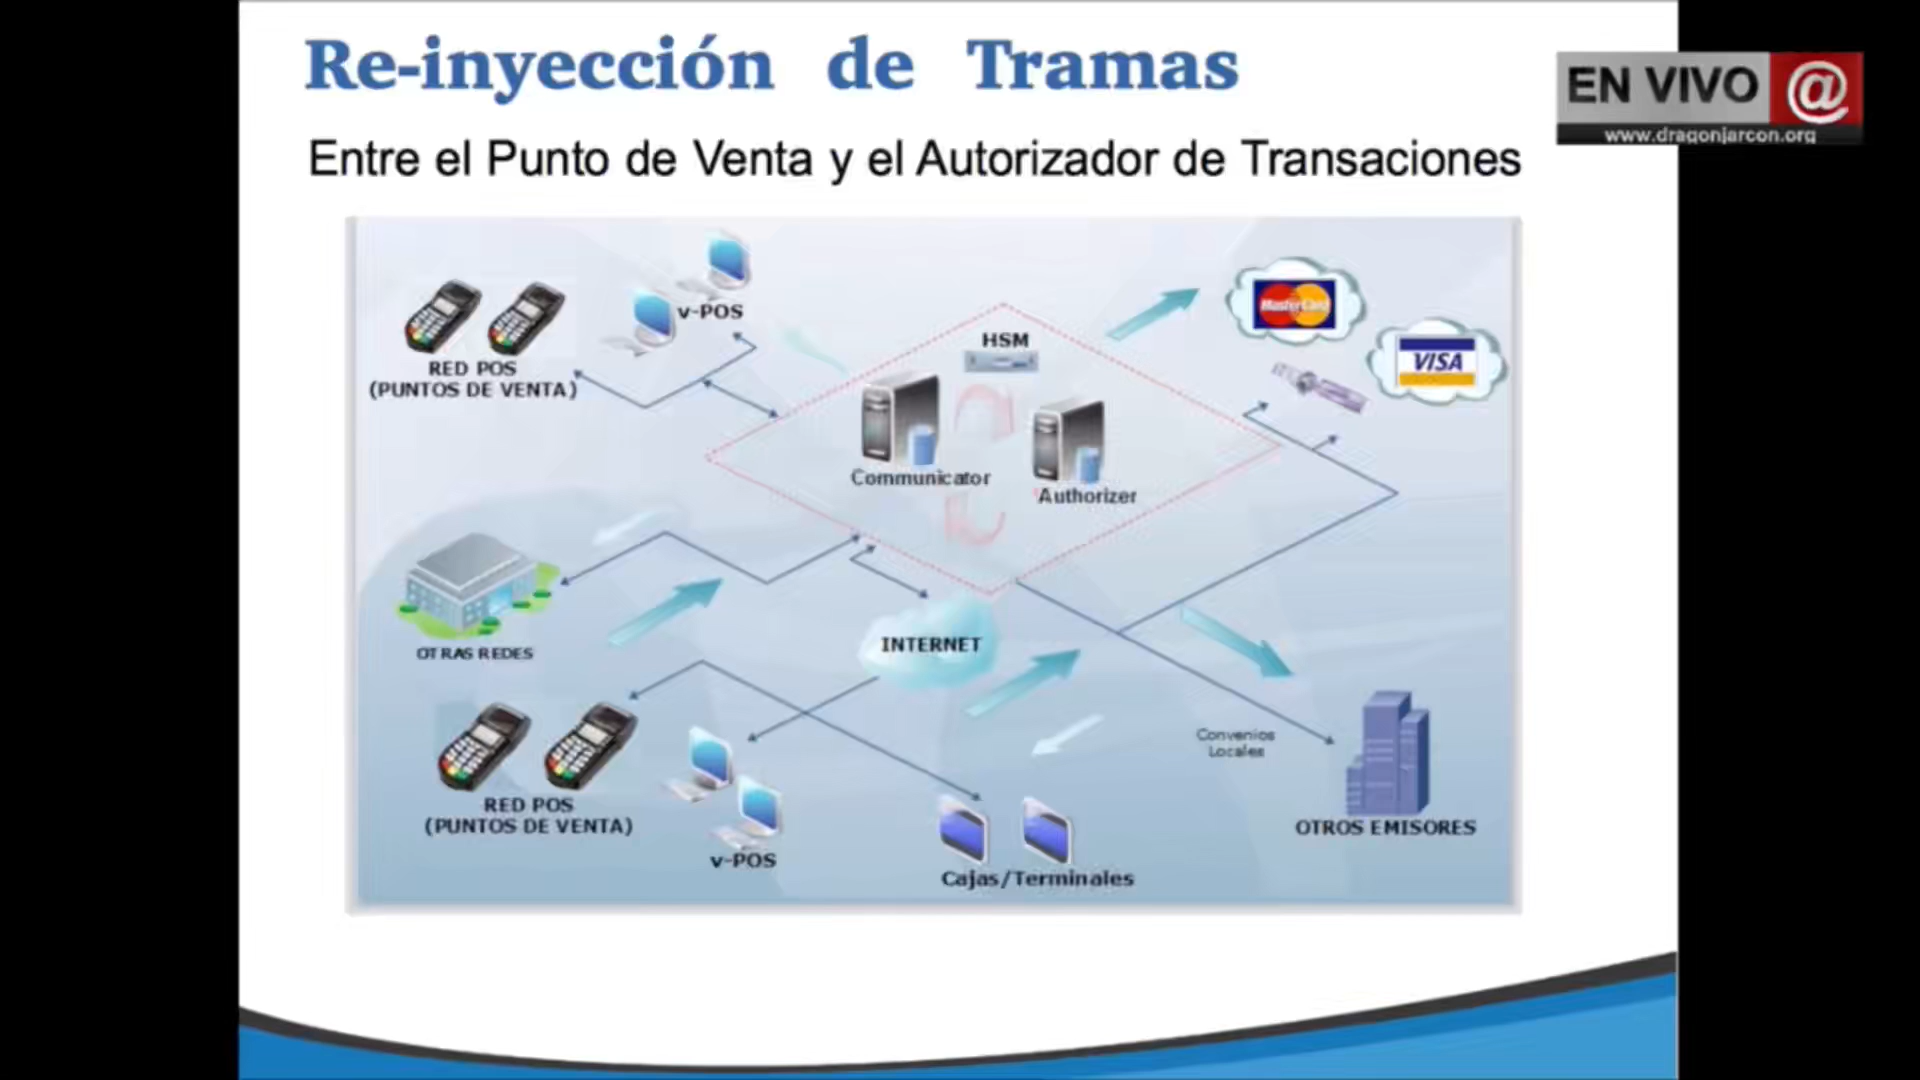 Re-inyección de Tramas
EN VIVO @
www.dragonjarcon.org
Entre el Punto de Venta y el Autorizador de Transaciones
v-POS
RED POS
(PUNTOS DE VENTA)
HSM
MasterCard
VISA
Communicator
Authorizer
OTRAS REDES
INTERNET
Convenios
Locales
RED POS
(PUNTOS DE VENTA)
v-POS
Cajas/Terminales
OTROS EMISORES